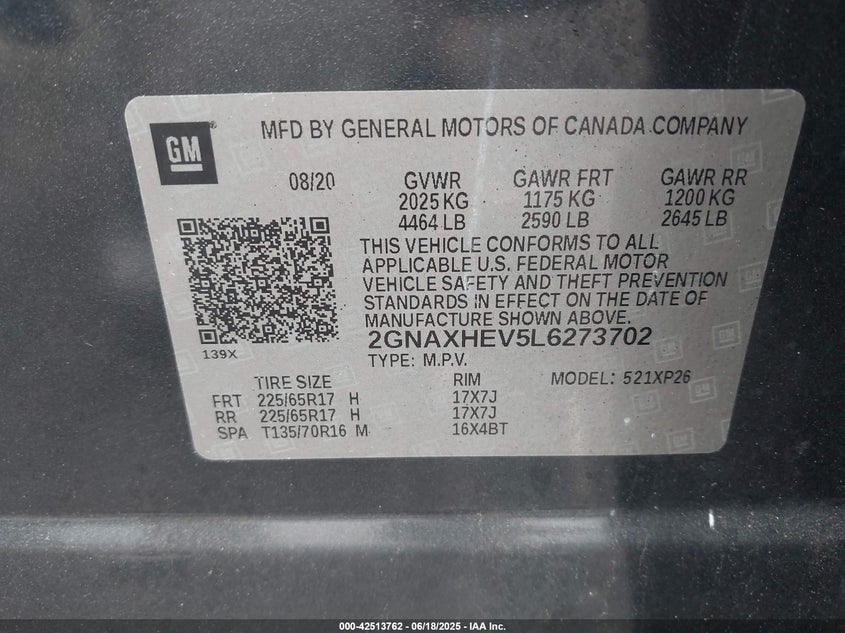 GM
MFD BY GENERAL MOTORS OF CANADA COMPANY
08/20 GVWR GAWR FRT GAWR RR
2025 KG 1175 KG 1200 KG
4464 LB 2590 LB 2645 LB
THIS VEHICLE CONFORMS TO ALL
APPLICABLE U.S. FEDERAL MOTOR
VEHICLE SAFETY AND THEFT PREVENTION
STANDARDS IN EFFECT ON THE DATE OF
MANUFACTURE SHOWN ABOVE.
2GNAXHEV5L6273702
139X
TYPE: M.P.V.
TIRE SIZE RIM MODEL: 521XP26
FRT 225/65R17 H 17X7J
RR 225/65R17 H 17X7J
SPA T135/70R16 M 16X4BT
000-42513762 - 06/18/2025 - IAA Inc.